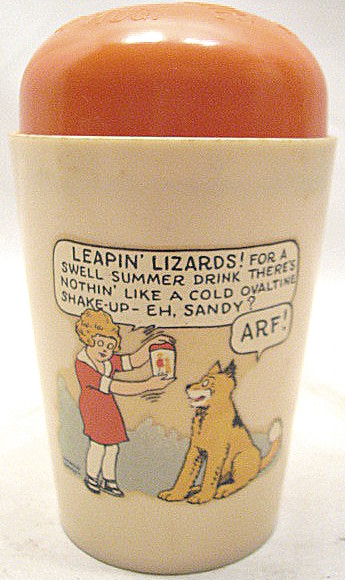 LEAPIN' LIZARDS! FOR A
SWELL SUMMER DRINK THERE'S
NOTHIN' LIKE A COLD OVALTINE
SHAKE-UP- EH, SANDY?
ARF!